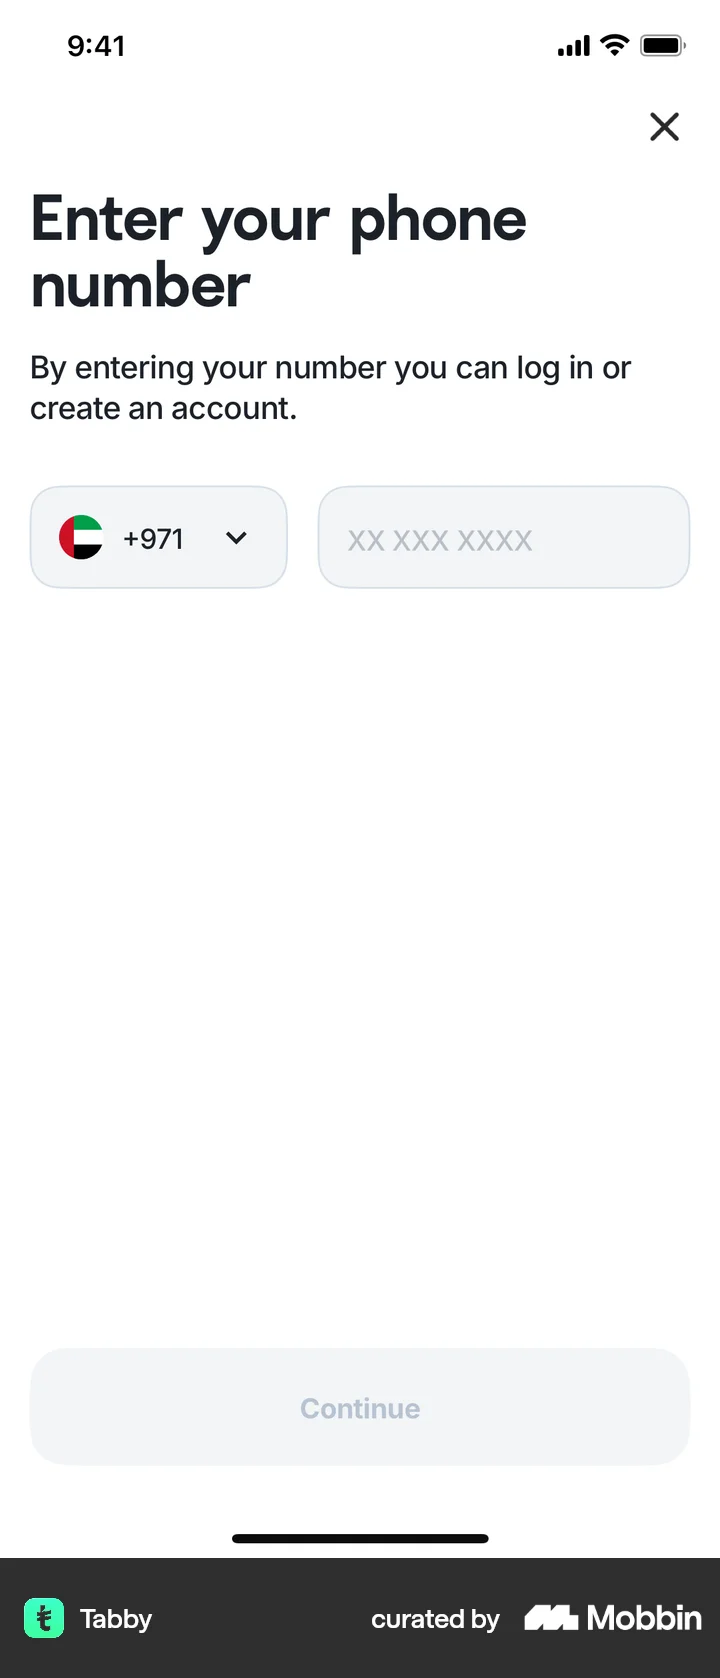 9:41
Enter your phone
number
By entering your number you can log in or
create an account.
+971
XX XXX XXXX
Continue
Tabby
curated by Mobbin